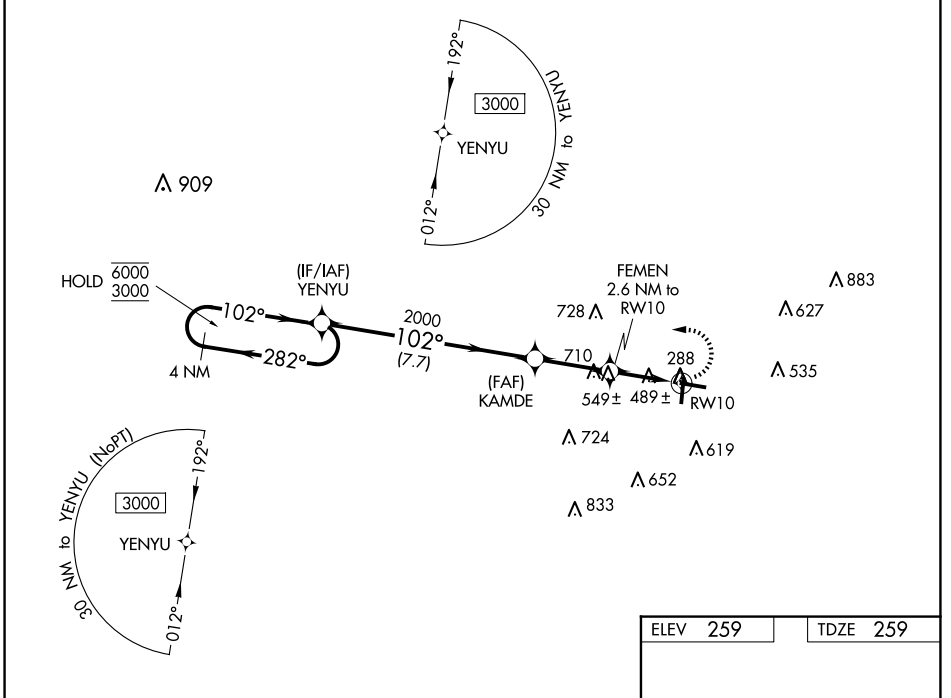 192°
3000
YENYU
012°
30 NM to YENYU
909
HOLD 6000
3000
(IF/IAF)
YENYU
102°
282°
4 NM
2000
102°
(7.7)
(FAF)
KAMDE
FEMEN
2.6 NM to
RW10
728
710
549±
489±
288
RW10
883
627
535
724
619
652
833
30 NM to YENYU (NoPT)
192°
3000
YENYU
012°
ELEV 259
TDZE 259